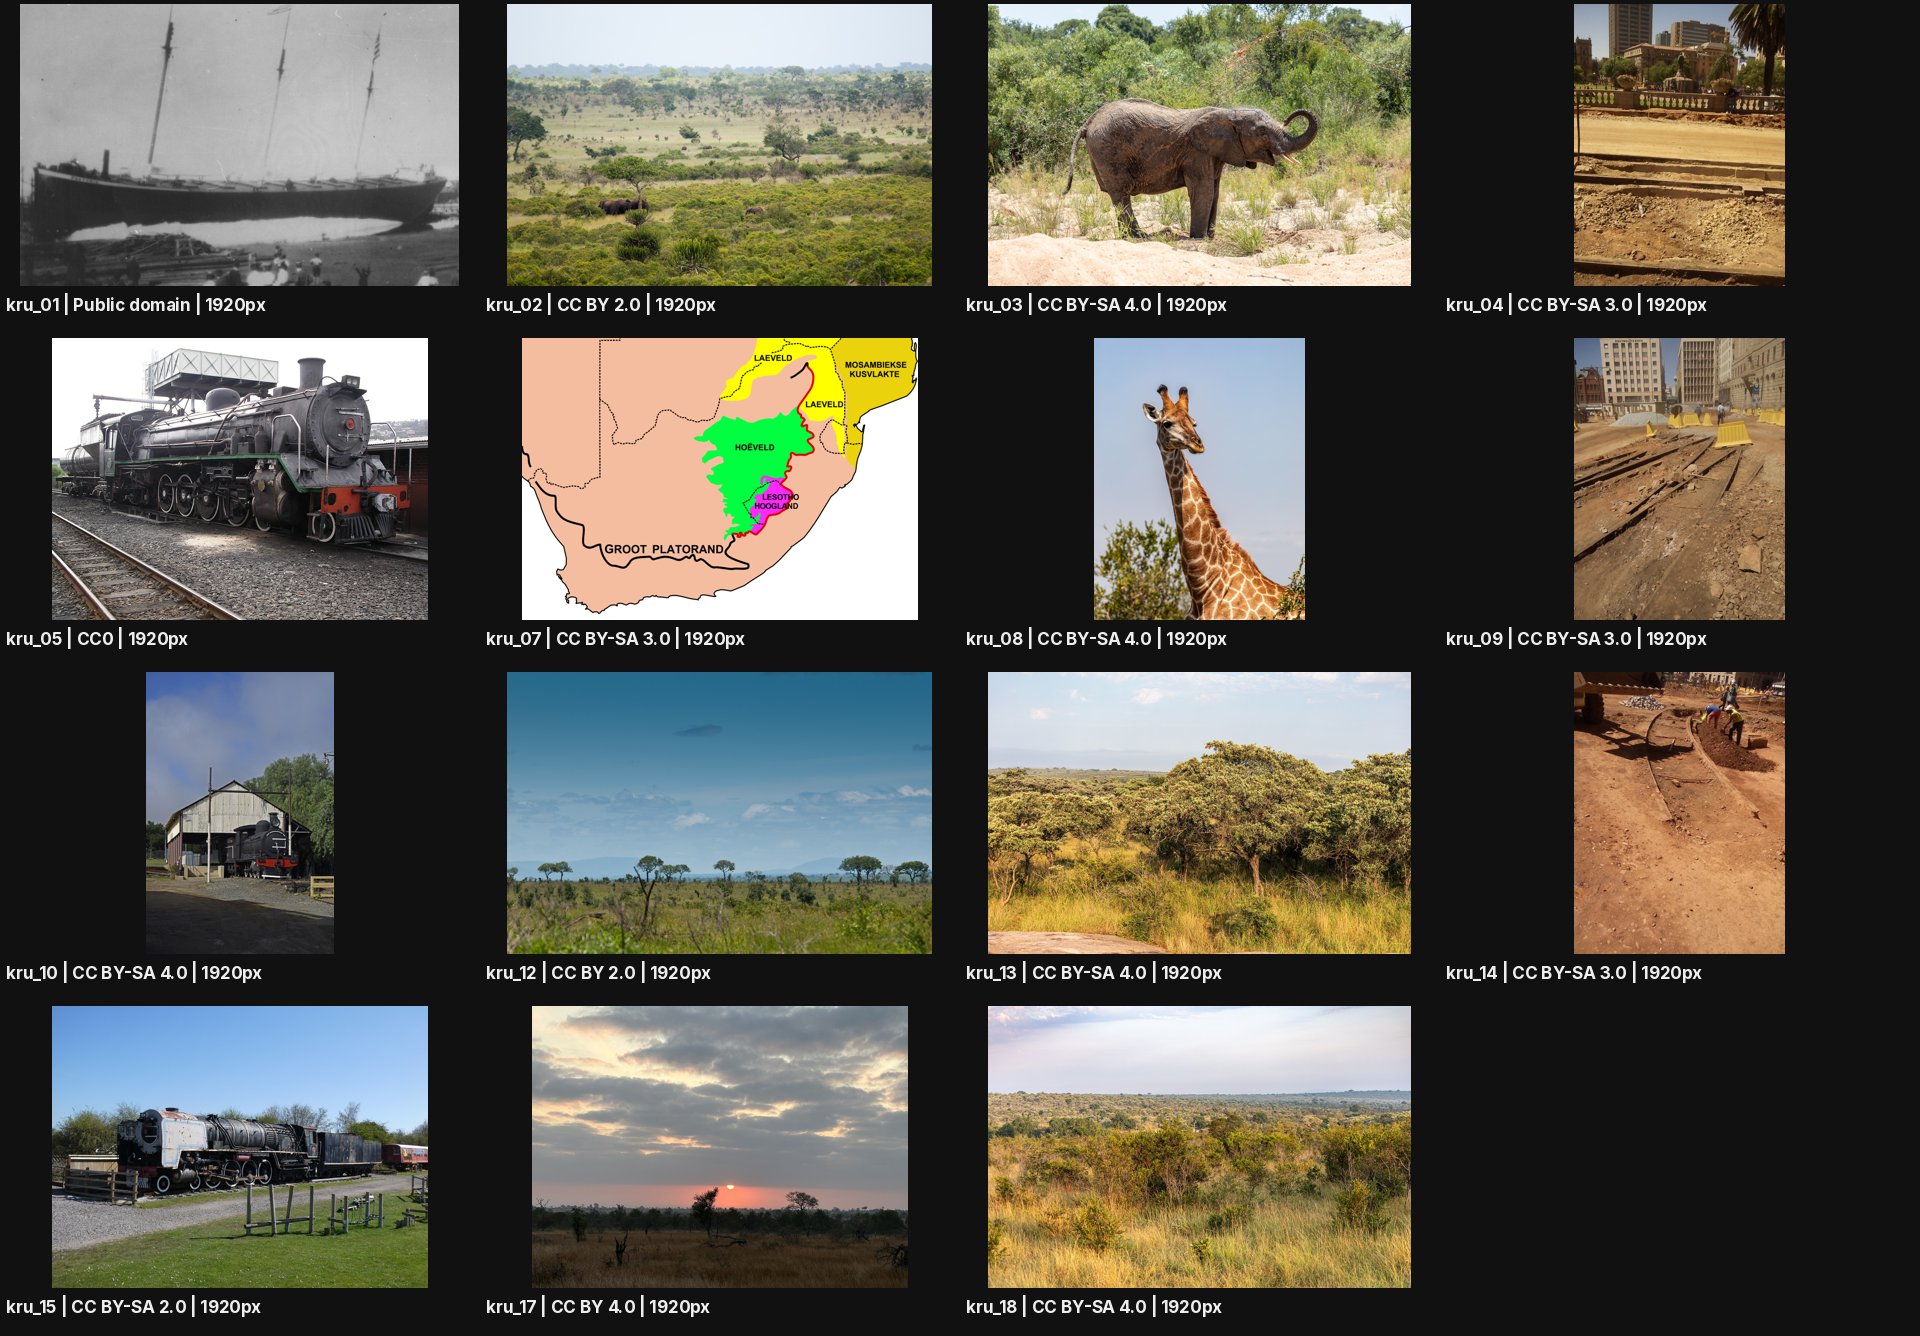 kru_01 | Public domain | 1920px
kru_02 | CC BY 2.0 | 1920px
kru_03 | CC BY-SA 4.0 | 1920px
kru_04 | CC BY-SA 3.0 | 1920px
LAEVELD
MOSAMBIEKSE
KUSVLAKTE
LAEVELD
HOËVELD
LESOTHO
HOOGLAND
GROOT PLATORAND
kru_05 | CC0 | 1920px
kru_07 | CC BY-SA 3.0 | 1920px
kru_08 | CC BY-SA 4.0 | 1920px
kru_09 | CC BY-SA 3.0 | 1920px
kru_10 | CC BY-SA 4.0 | 1920px
kru_12 | CC BY 2.0 | 1920px
kru_13 | CC BY-SA 4.0 | 1920px
kru_14 | CC BY-SA 3.0 | 1920px
kru_15 | CC BY-SA 2.0 | 1920px
kru_17 | CC BY 4.0 | 1920px
kru_18 | CC BY-SA 4.0 | 1920px